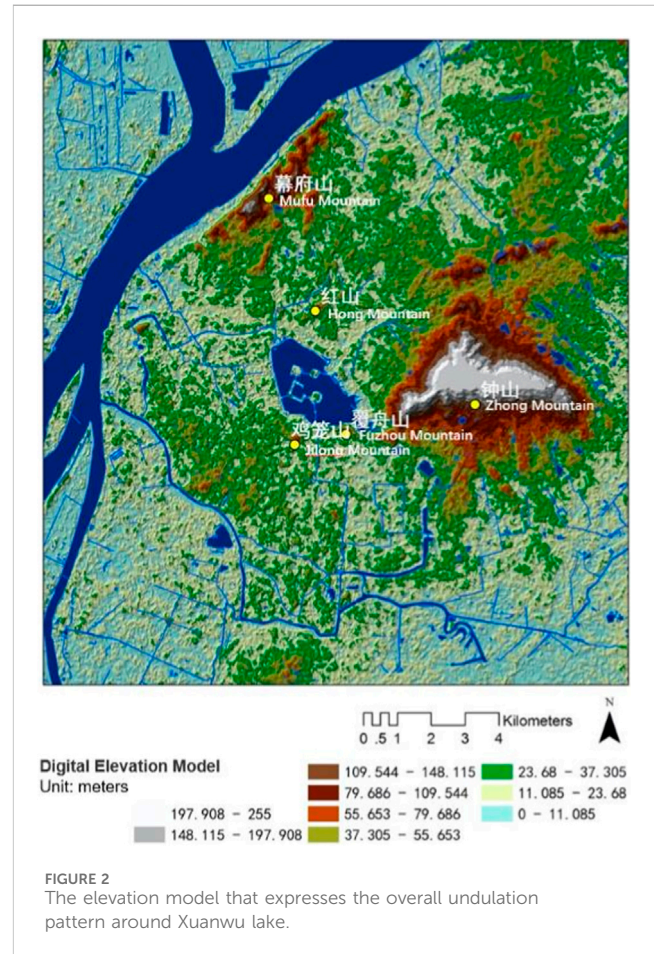 幕府山
Mufu Mountain
红山
Hong Mountain
钟山
Zhong Mountain
覆舟山
Fuzhou Mountain
鸡笼山
Jilong Mountain
N
Kilometers
0 .5 1 2 3 4
Digital Elevation Model
Unit: meters
197.908 - 255
148.115 - 197.908
109.544 - 148.115
79.686 - 109.544
55.653 - 79.686
37.305 - 55.653
23.68 - 37.305
11.085 - 23.68
0 - 11.085
FIGURE 2
The elevation model that expresses the overall undulation
pattern around Xuanwu lake.